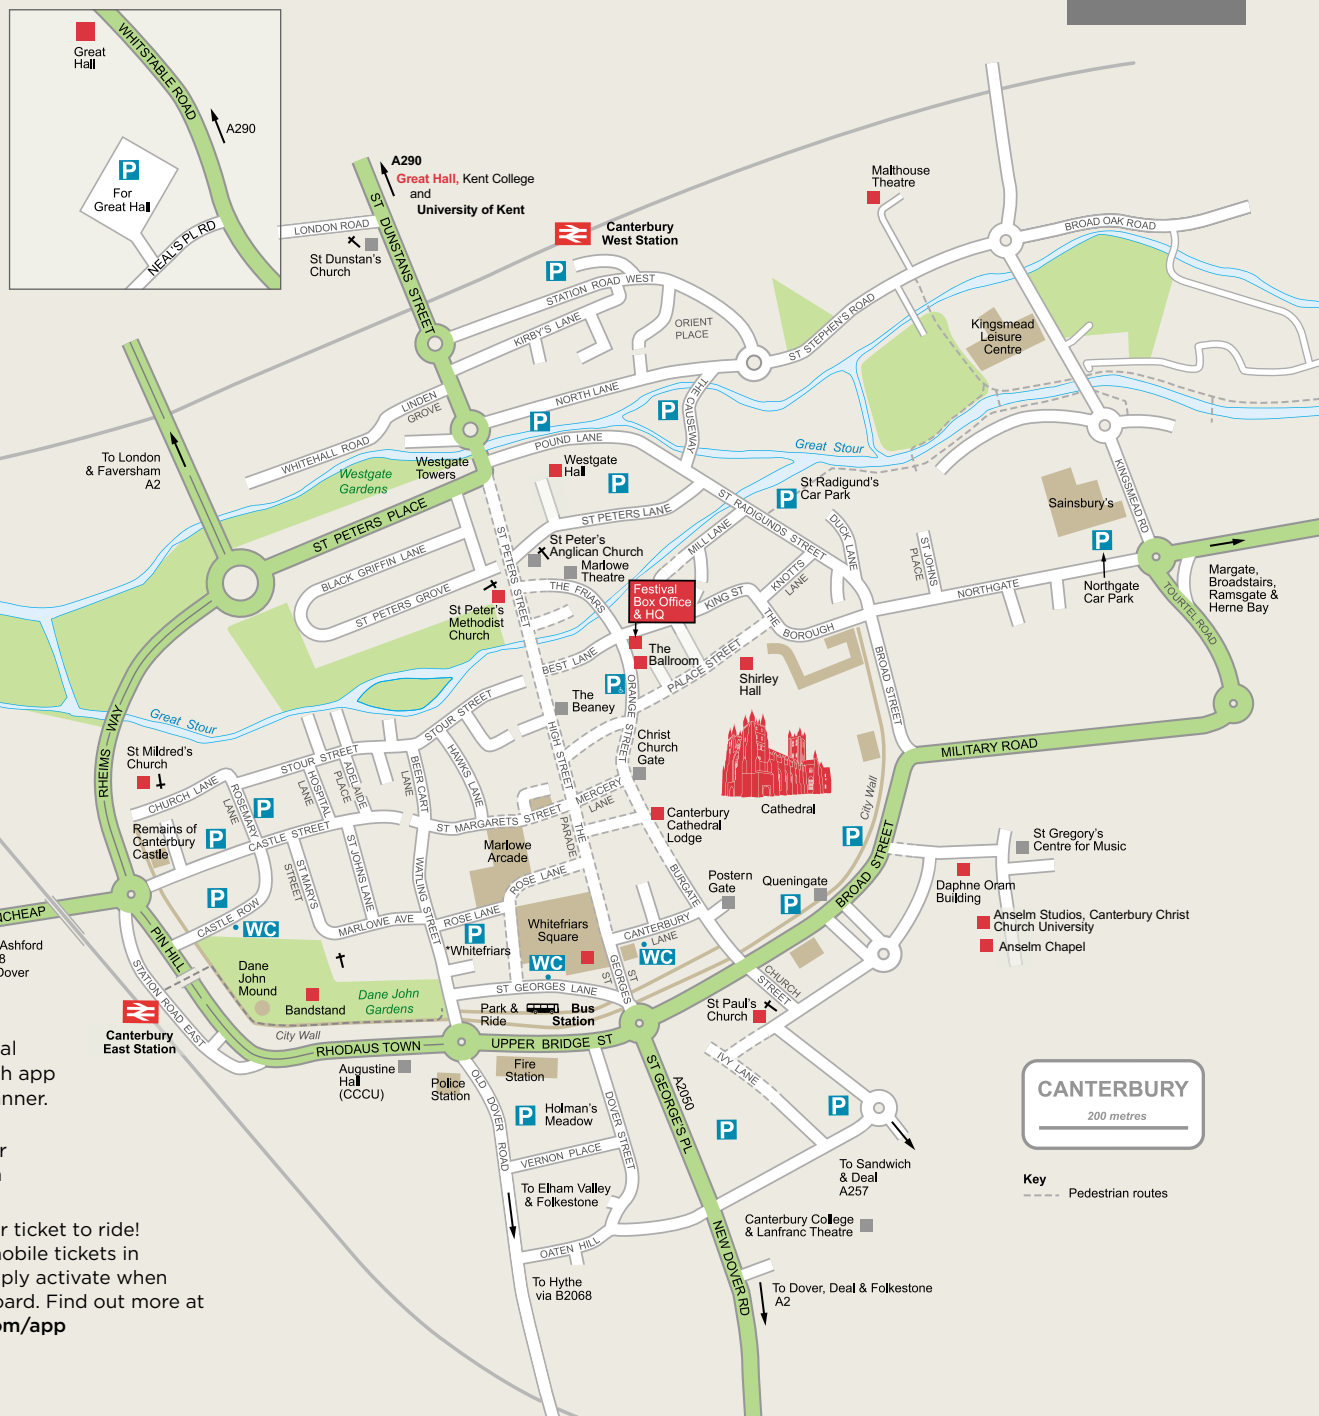 Great
Hall
WHITSTABLE ROAD
A290
P
For
Great Hall
NEAL'S PL RD
A290
Great Hall, Kent College
and
University of Kent
ST DUNSTANS STREET
LONDON ROAD
St Dunstan's
Church
Canterbury
West Station
P
STATION ROAD WEST
KIRBY'S LANE
ORIENT
PLACE
Malthouse
Theatre
BROAD OAK ROAD
ST STEPHEN'S ROAD
Kingsmead
Leisure
Centre
LINDEN
GROVE
NORTH LANE
THE CAUSEWAY
P
P
WHITEHALL ROAD
POUND LANE
Great Stour
To London
& Faversham
A2
Westgate
Gardens
Westgate
Towers
Westgate
Hall
P
St Radigund's
Car Park
P
KINGSMEAD RD
Sainsbury's
P
ST PETERS PLACE
ST PETERS STREET
ST PETERS LANE
ST RADIGUNDS STREET
MILL LANE
DUCK LANE
ST JOHNS
PLACE
St Peter's
Anglican Church
Marlowe
Theatre
BLACK GRIFFIN LANE
ST PETERS GROVE
THE FRIARS
Festival
Box Office
& HQ
KING ST
KNOTTS
LANE
THE BOROUGH
NORTHGATE
Northgate
Car Park
Margate,
Broadstairs,
Ramsgate &
Herne Bay
TOURTEL ROAD
St Peter's
Methodist
Church
BEST LANE
The
Ballroom
P
ORANGE STREET
PALACE STREET
Shirley
Hall
BROAD STREET
The
Beaney
Great Stour
STOUR STREET
HIGH STREET
Christ
Church
Gate
MILITARY ROAD
RHEIMS WAY
St Mildred's
Church
STOUR STREET
ADELAIDE
PLACE
HOSPITAL
LANE
BEER CART
LANE
HAWKS LANE
CHURCH LANE
ROSEMARY
LANE
P
P
CASTLE STREET
ST MARGARETS STREET
MERCERY
LANE
THE
PARADE
Cathedral
City Wall
Canterbury
Cathedral
Lodge
P
Remains of
Canterbury
Castle
ST MARYS
STREET
ST JOHNS LANE
WATLING STREET
Marlowe
Arcade
ROSE LANE
BURGATE
Postern
Gate
Queningate
P
BROAD STREET
St Gregory's
Centre for Music
Daphne Oram
Building
Anselm Studios, Canterbury Christ
Church University
Anselm Chapel
NCHEAP
Ashford
8
Dover
P
CASTLE ROW
WC
MARLOWE AVE
ROSE LANE
P
*Whitefriars
Whitefriars
Square
WC
CANTERBURY
LANE
WC
PIN HILL
STATION ROAD EAST
Dane
John
Mound
Bandstand
Dane John
Gardens
ST GEORGES LANE
ST
GEORGES
ST
CHURCH
STREET
St Paul's
Church
Canterbury
East Station
City Wall
Park &
Ride
Bus
Station
RHODAUS TOWN
UPPER BRIDGE ST
IVY LANE
Augustine
Hall
(CCCU)
Police
Station
Fire
Station
OLD DOVER ROAD
P
Holman's
Meadow
DOVER STREET
ST GEORGE'S PL
A2050
P
P
VERNON PLACE
To Elham Valley
& Folkestone
OATEN HILL
To Hythe
via B2068
NEW DOVER RD
To Sandwich
& Deal
A257
Canterbury College
& Lanfranc Theatre
To Dover, Deal & Folkestone
A2
CANTERBURY
200 metres
Key
Pedestrian routes
al
h app
nner.
r
r ticket to ride!
nobile tickets in
ply activate when
oard. Find out more at
om/app